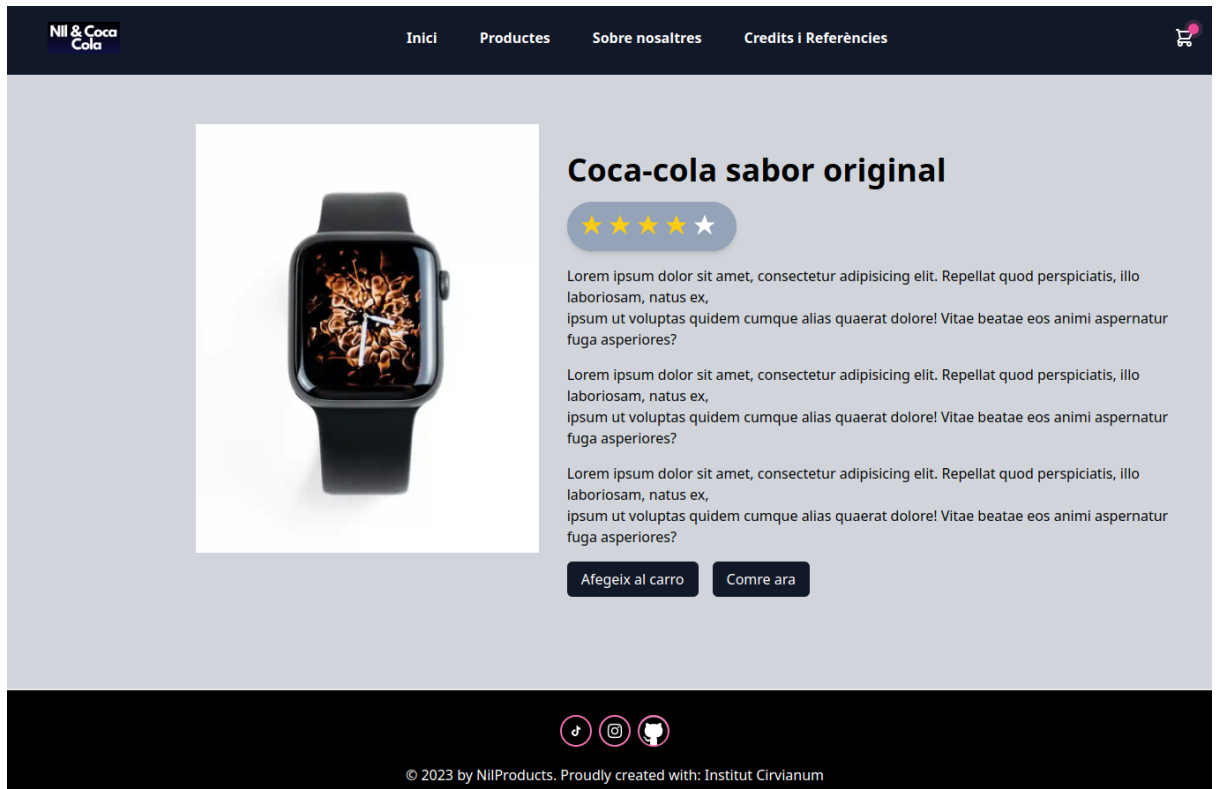 Nil & Coca
Cola
Inici
Productes
Sobre nosaltres
Credits i Referències
Coca-cola sabor original
Lorem ipsum dolor sit amet, consectetur adipisicing elit. Repellat quod perspiciatis, illo
laboriosam, natus ex,
ipsum ut voluptas quidem cumque alias quaerat dolore! Vitae beatae eos animi aspernatur
fuga asperiores?
Lorem ipsum dolor sit amet, consectetur adipisicing elit. Repellat quod perspiciatis, illo
laboriosam, natus ex,
ipsum ut voluptas quidem cumque alias quaerat dolore! Vitae beatae eos animi aspernatur
fuga asperiores?
Lorem ipsum dolor sit amet, consectetur adipisicing elit. Repellat quod perspiciatis, illo
laboriosam, natus ex,
ipsum ut voluptas quidem cumque alias quaerat dolore! Vitae beatae eos animi aspernatur
fuga asperiores?
Afegeix al carro
Comre ara
© 2023 by NilProducts. Proudly created with: Institut Cirvianum